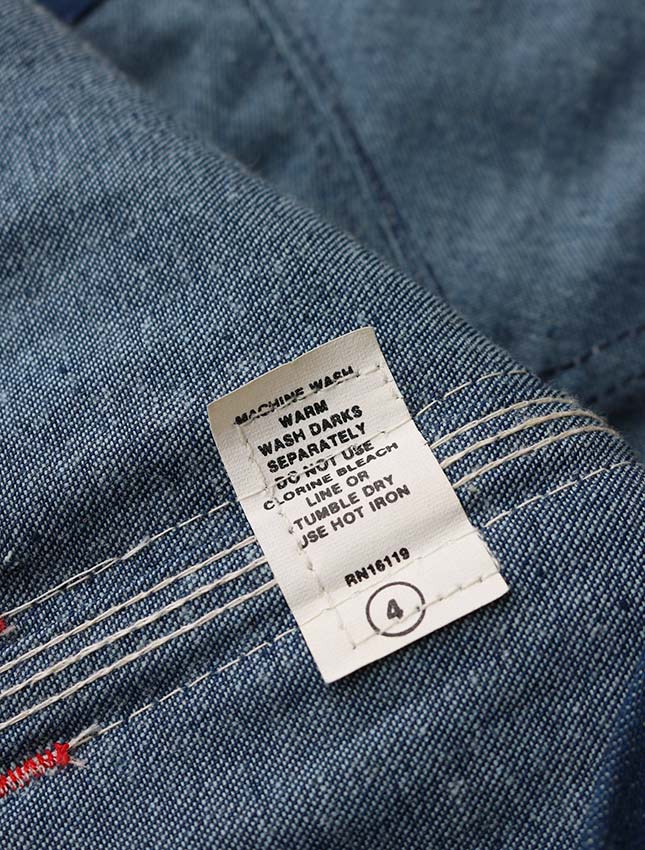 MACHINE WASH
WARM
WASH DARKS
SEPARATELY
DO NOT USE
CLORINE BLEACH
LINE OR
TUMBLE DRY
USE HOT IRON
RN16119
4